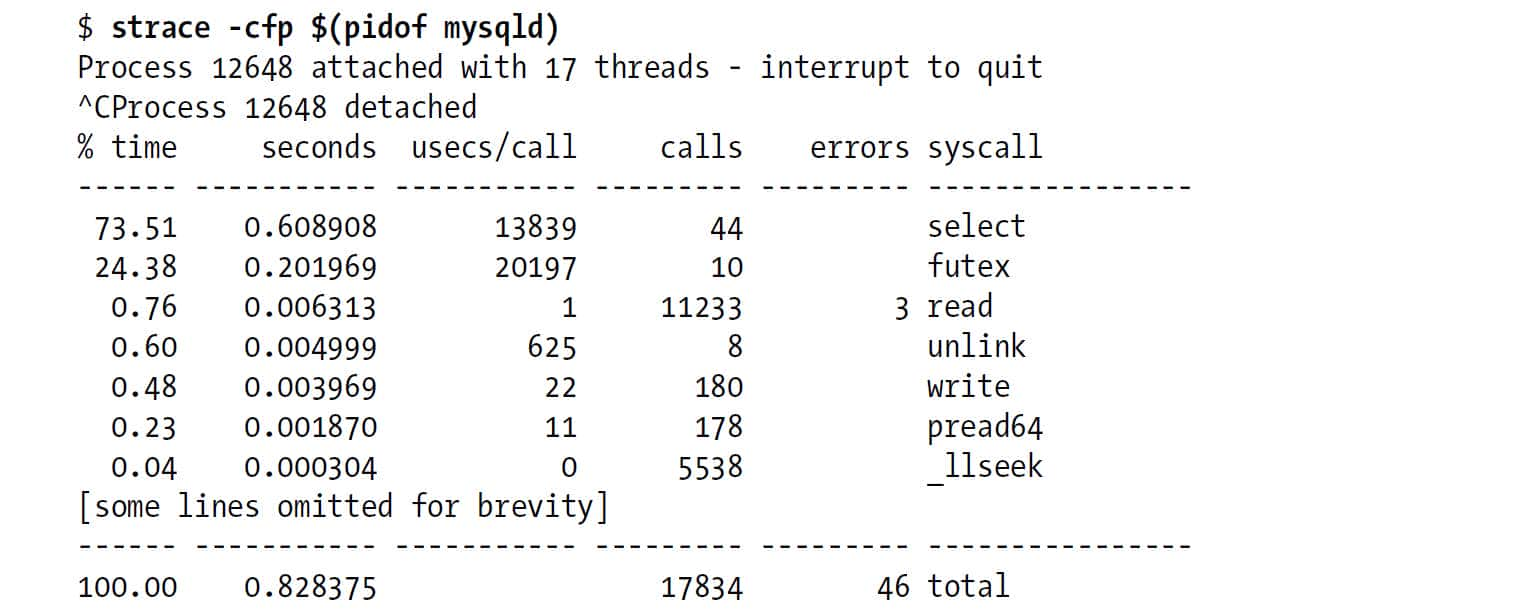 $ strace -cfp $(pidof mysqld)
Process 12648 attached with 17 threads - interrupt to quit
^CProcess 12648 detached
% time     seconds  usecs/call     calls    errors syscall
------ ----------- ----------- --------- --------- ----------------
 73.51    0.608908       13839        44           select
 24.38    0.201969       20197        10           futex
  0.76    0.006313           1     11233         3 read
  0.60    0.004999         625         8           unlink
  0.48    0.003969          22       180           write
  0.23    0.001870          11       178           pread64
  0.04    0.000304           0      5538           _llseek
[some lines omitted for brevity]
------ ----------- ----------- --------- --------- ----------------
100.00    0.828375                 17834        46 total